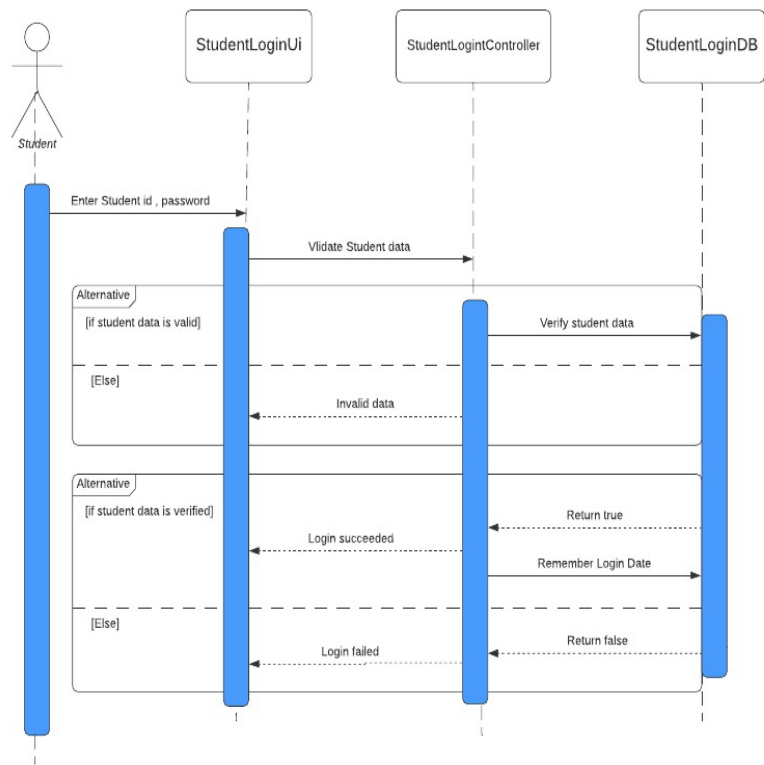 StudentLoginUi
StudentLogintController
StudentLoginDB
Student
Enter Student id , password
Vlidate Student data
Alternative
[if student data is valid]
Verify student data
[Else]
Invalid data
Alternative
[if student data is verified]
Return true
Login succeeded
Remember Login Date
[Else]
Return false
Login failed